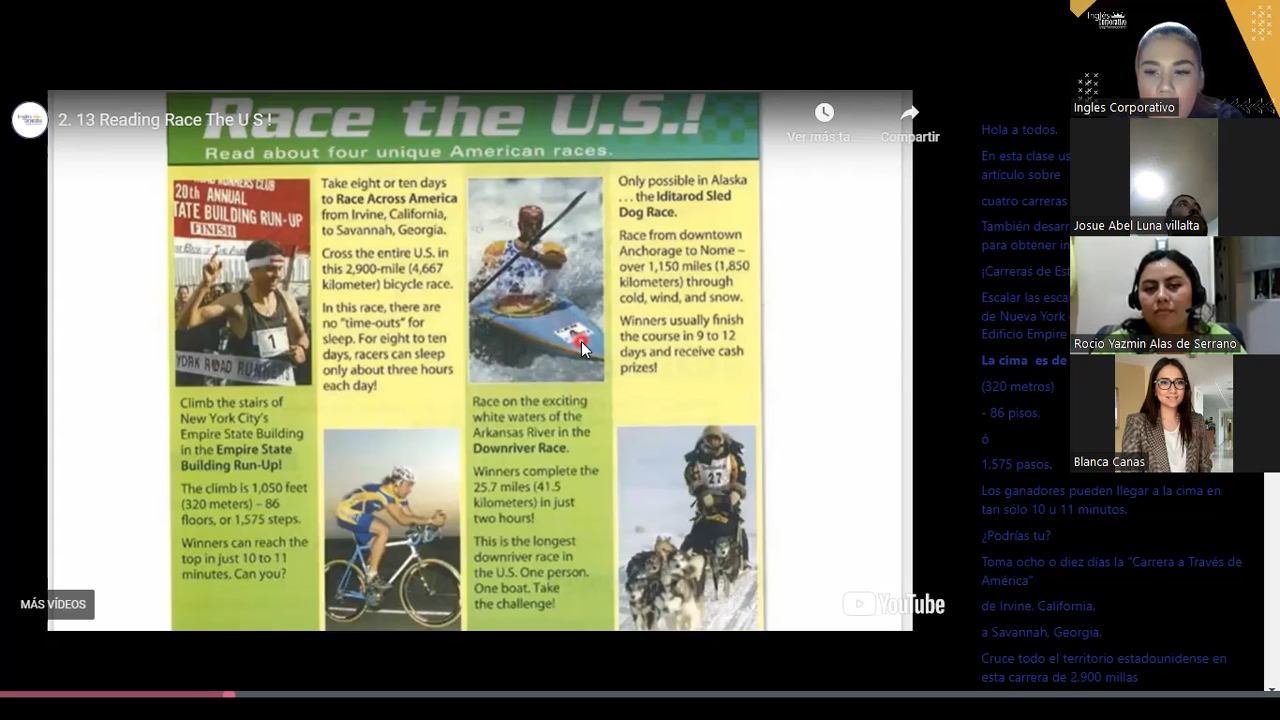 2. 13 Reading Race The U S !
Ver más ta...
Compartir
Race the U.S.!
Read about four unique American races.
20th ANNUAL
TATE BUILDING RUN-UP
FINISH
1
YORK ROAD RUNNERS
Climb the stairs of
New York City's
Empire State Building
in the Empire State
Building Run-Up!
The climb is 1,050 feet
(320 meters) – 86
floors, or 1,575 steps.
Winners can reach the
top in just 10 to 11
minutes. Can you?
Take eight or ten days
to Race Across America
from Irvine, California,
to Savannah, Georgia.
Cross the entire U.S. in
this 2,900-mile (4,667
kilometer) bicycle race.
In this race, there are
no "time-outs" for
sleep. For eight to ten
days, racers can sleep
only about three hours
each day!
Race on the exciting
white waters of the
Arkansas River in the
Downriver Race.
Winners complete the
25.7 miles (41.5
kilometers) in just
two hours!
This is the longest
downriver race in
the U.S. One person.
One boat. Take
the challenge!
Only possible in Alaska
. . . the Iditarod Sled
Dog Race.
Race from downtown
Anchorage to Nome –
over 1,150 miles (1,850
kilometers) through
cold, wind, and snow.
Winners usually finish
the course in 9 to 12
days and receive cash
prizes!
27
MÁS VÍDEOS
YouTube
Inglés
Corporativo
Ingles Corporativo
Josue Abel Luna villalta
Rocio Yazmin Alas de Serrano
Blanca Canas
Hola a todos.
En esta clase us
artículo sobre
cuatro carreras
También desarr
para obtener in
¡Carreras de Est
Escalar las esca
de Nueva York
Edificio Empire
La cima es de
(320 metros)
- 86 pisos,
ó
1,575 pasos.
Los ganadores pueden llegar a la cima en
tan sólo 10 u 11 minutos.
¿Podrías tu?
Toma ocho o diez días la "Carrera a Través de
América"
de Irvine, California,
a Savannah, Georgia.
Cruce todo el territorio estadounidense en
esta carrera de 2,900 millas